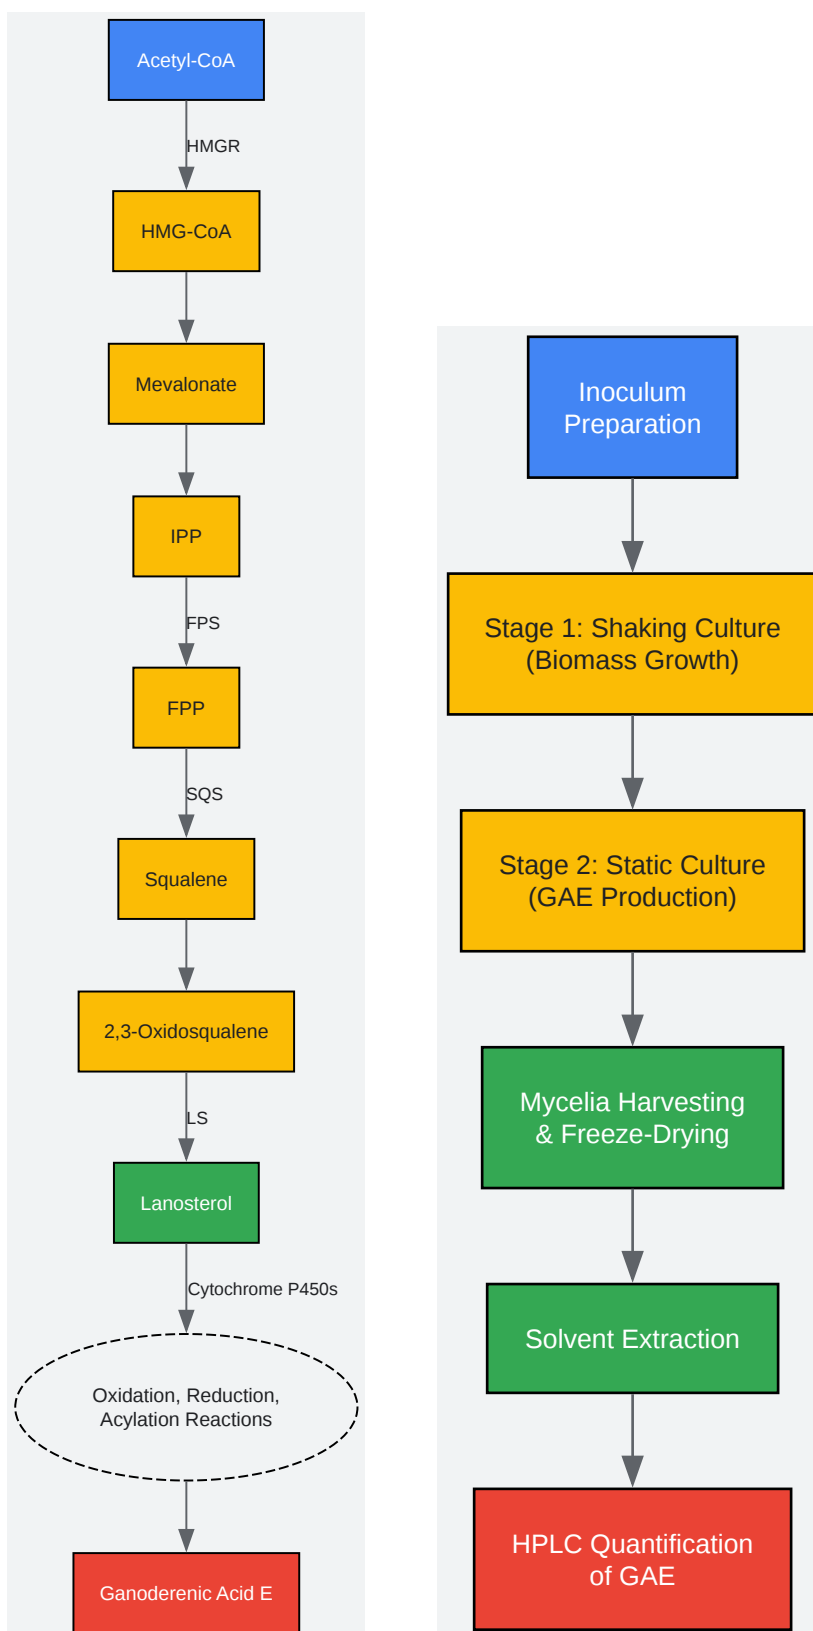 Acetyl-CoA
HMGR
HMG-CoA
Mevalonate
IPP
FPS
FPP
SQS
Squalene
2,3-Oxidosqualene
LS
Lanosterol
Cytochrome P450s
Oxidation, Reduction,
Acylation Reactions
Ganoderenic Acid E
Inoculum
Preparation
Stage 1: Shaking Culture
(Biomass Growth)
Stage 2: Static Culture
(GAE Production)
Mycelia Harvesting
& Freeze-Drying
Solvent Extraction
HPLC Quantification
of GAE